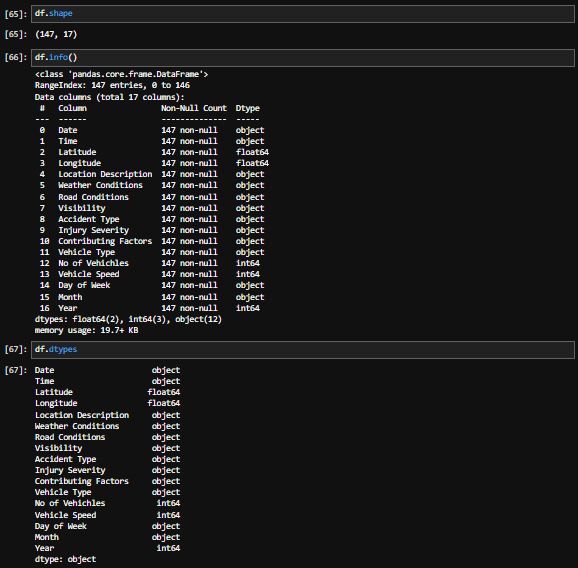 [65]: df.shape
[65]: (147, 17)
[66]: df.info()
<class 'pandas.core.frame.DataFrame'>
RangeIndex: 147 entries, 0 to 146
Data columns (total 17 columns):
 #   Column                Non-Null Count  Dtype
---  ------                --------------  -----
 0   Date                  147 non-null    object
 1   Time                  147 non-null    object
 2   Latitude              147 non-null    float64
 3   Longitude             147 non-null    float64
 4   Location Description  147 non-null    object
 5   Weather Conditions    147 non-null    object
 6   Road Conditions       147 non-null    object
 7   Visibility            147 non-null    object
 8   Accident Type         147 non-null    object
 9   Injury Severity       147 non-null    object
 10  Contributing Factors  147 non-null    object
 11  Vehicle Type          147 non-null    object
 12  No of Vehichles       147 non-null    int64
 13  Vehicle Speed         147 non-null    int64
 14  Day of Week           147 non-null    object
 15  Month                 147 non-null    object
 16  Year                  147 non-null    int64
dtypes: float64(2), int64(3), object(12)
memory usage: 19.7+ KB
[67]: df.dtypes
[67]: Date                     object
Time                     object
Latitude                float64
Longitude               float64
Location Description     object
Weather Conditions       object
Road Conditions          object
Visibility               object
Accident Type            object
Injury Severity          object
Contributing Factors     object
Vehicle Type             object
No of Vehichles           int64
Vehicle Speed             int64
Day of Week              object
Month                    object
Year                      int64
dtype: object